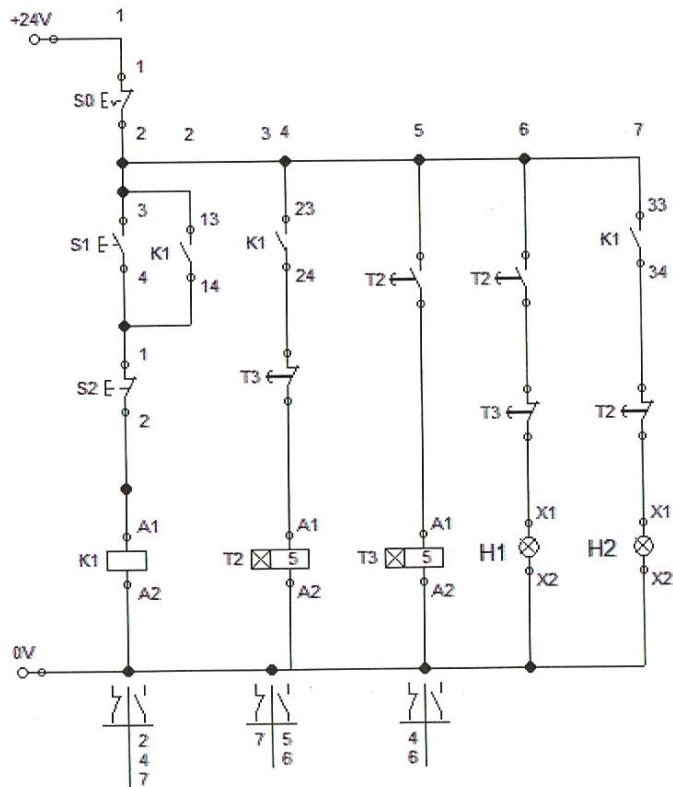 1
+24V
1
S0
2 2 3 4 5 6 7
3 13 23 33
S1 K1 K1 K1
4 14 24 34
T2 T2
1
S2 T3 T3 T2
2
A1 A1 A1 X1 X1
K1 T2 5 T3 5 H1 H2
A2 A2 A2 X2 X2
0V
2 7 5 4
4 6 6
7